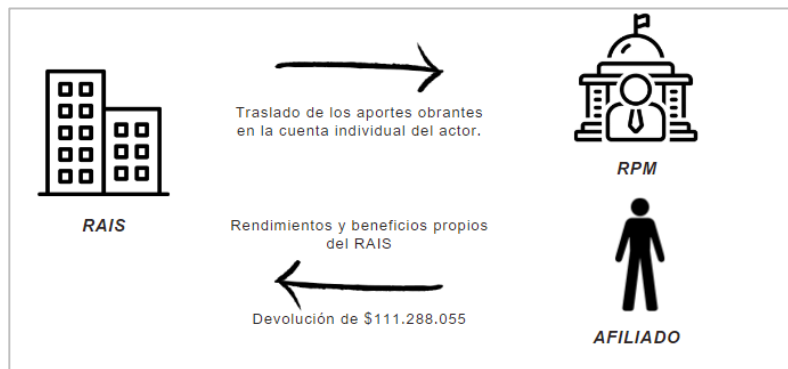 Traslado de los aportes obrantes
en la cuenta individual del actor.
RPM
RAIS
Rendimientos y beneficios propios
del RAIS
Devolución de $111.288.055
AFILIADO